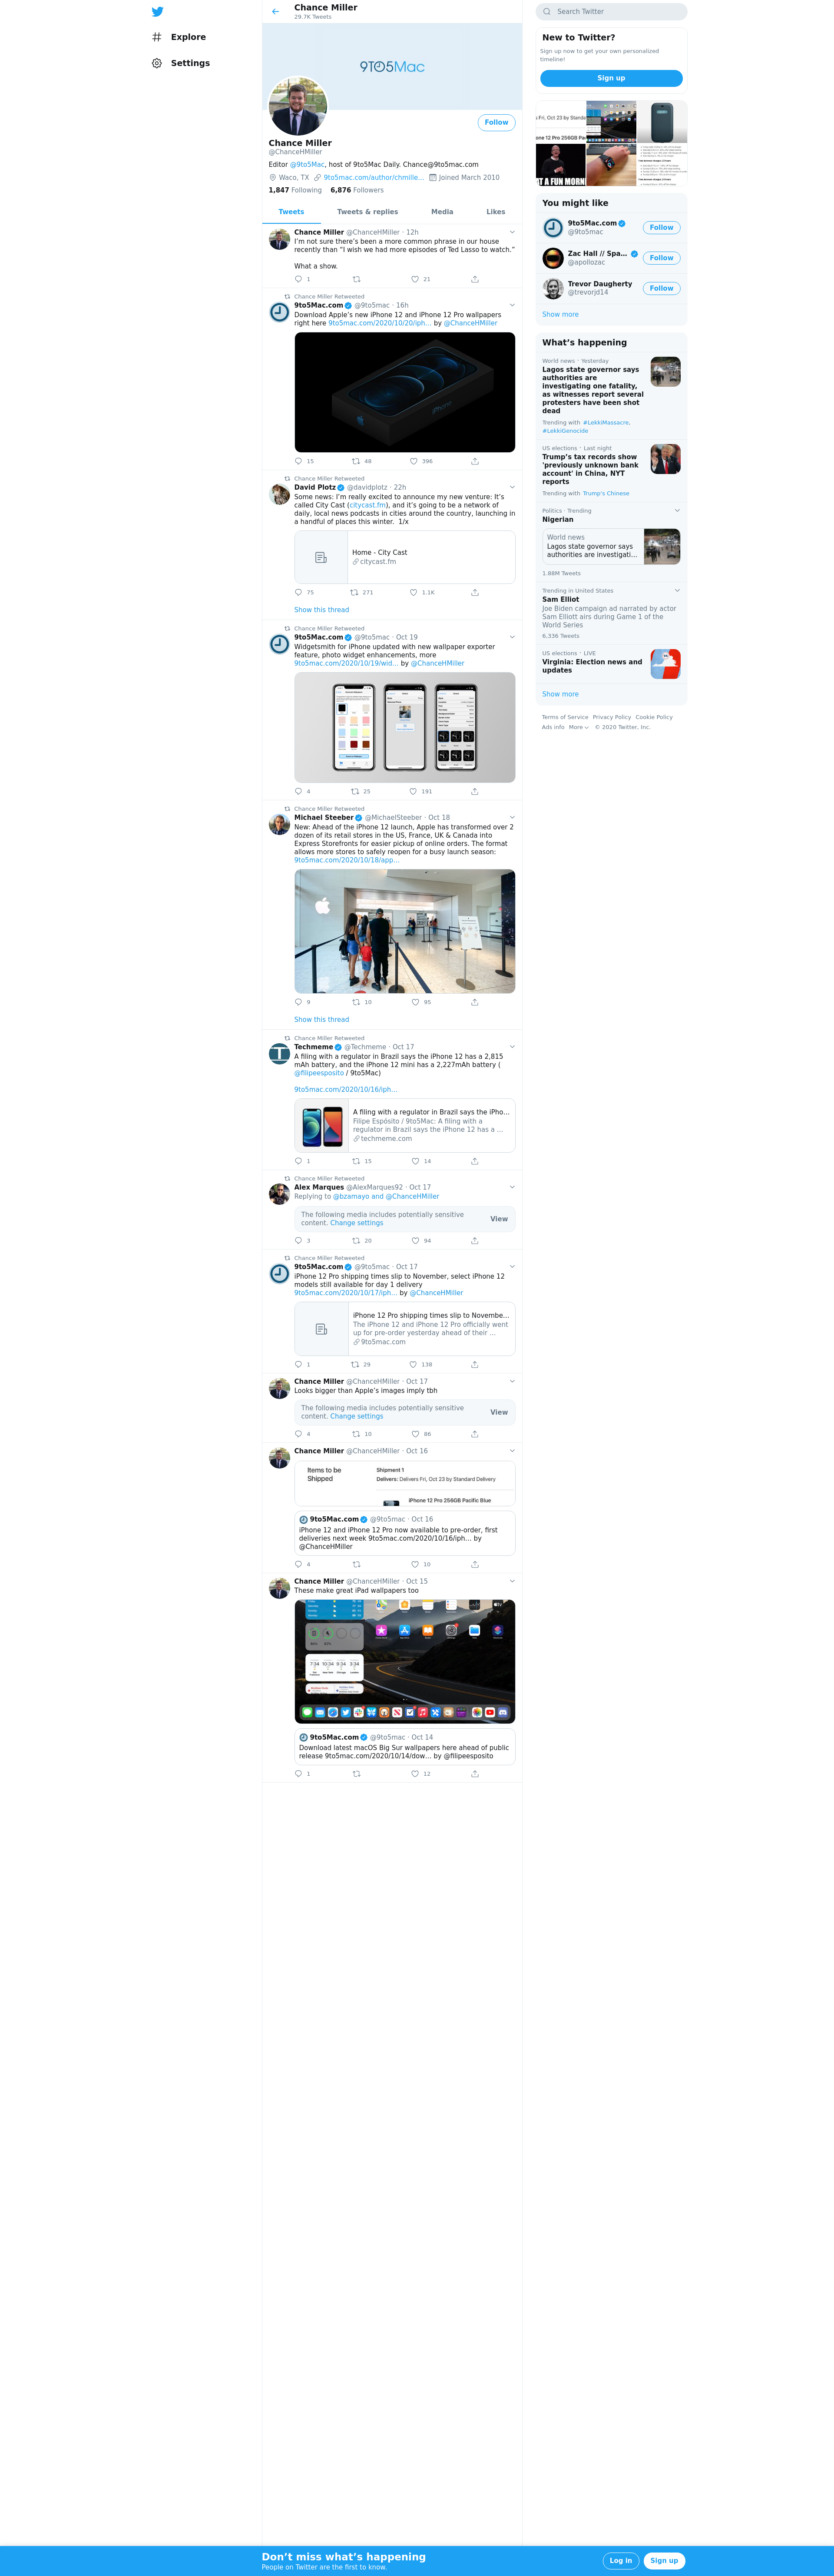 Explore
Settings
Chance Miller
29.7K Tweets
9TO5Mac
Follow
Chance Miller
@ChanceHMiller
Editor @9to5Mac, host of 9to5Mac Daily. Chance@9to5mac.com
Waco, TX 9to5mac.com/author/chmille… Joined March 2010
1,847 Following 6,876 Followers
Tweets Tweets & replies Media Likes
Chance Miller @ChanceHMiller · 12h
I’m not sure there’s been a more common phrase in our house
recently than “I wish we had more episodes of Ted Lasso to watch.”
What a show.
1 21
Chance Miller Retweeted
9to5Mac.com @9to5mac · 16h
Download Apple’s new iPhone 12 and iPhone 12 Pro wallpapers
right here 9to5mac.com/2020/10/20/iph… by @ChanceHMiller
15 48 396
Chance Miller Retweeted
David Plotz @davidplotz · 22h
Some news: I’m really excited to announce my new venture: It’s
called City Cast (citycast.fm), and it’s going to be a network of
daily, local news podcasts in cities around the country, launching in
a handful of places this winter. 1/x
Home - City Cast
citycast.fm
75 271 1.1K
Show this thread
Chance Miller Retweeted
9to5Mac.com @9to5mac · Oct 19
Widgetsmith for iPhone updated with new wallpaper exporter
feature, photo widget enhancements, more
9to5mac.com/2020/10/19/wid… by @ChanceHMiller
4 25 191
Chance Miller Retweeted
Michael Steeber @MichaelSteeber · Oct 18
New: Ahead of the iPhone 12 launch, Apple has transformed over 2
dozen of its retail stores in the US, France, UK & Canada into
Express Storefronts for easier pickup of online orders. The format
allows more stores to safely reopen for a busy launch season:
9to5mac.com/2020/10/18/app…
9 10 95
Show this thread
Chance Miller Retweeted
Techmeme @Techmeme · Oct 17
A filing with a regulator in Brazil says the iPhone 12 has a 2,815
mAh battery, and the iPhone 12 mini has a 2,227mAh battery (
@filipeesposito / 9to5Mac)
9to5mac.com/2020/10/16/iph…
A filing with a regulator in Brazil says the iPho…
Filipe Espósito / 9to5Mac: A filing with a
regulator in Brazil says the iPhone 12 has a …
techmeme.com
1 15 14
Chance Miller Retweeted
Alex Marques @AlexMarques92 · Oct 17
Replying to @bzamayo and @ChanceHMiller
The following media includes potentially sensitive
content. Change settings
View
3 20 94
Chance Miller Retweeted
9to5Mac.com @9to5mac · Oct 17
iPhone 12 Pro shipping times slip to November, select iPhone 12
models still available for day 1 delivery
9to5mac.com/2020/10/17/iph… by @ChanceHMiller
iPhone 12 Pro shipping times slip to Novembe…
The iPhone 12 and iPhone 12 Pro officially went
up for pre-order yesterday ahead of their …
9to5mac.com
1 29 138
Chance Miller @ChanceHMiller · Oct 17
Looks bigger than Apple’s images imply tbh
The following media includes potentially sensitive
content. Change settings
View
4 10 86
Chance Miller @ChanceHMiller · Oct 16
Items to be
Shipped
Shipment 1
Delivers: Delivers Fri, Oct 23 by Standard Delivery
iPhone 12 Pro 256GB Pacific Blue
9to5Mac.com @9to5mac · Oct 16
iPhone 12 and iPhone 12 Pro now available to pre-order, first
deliveries next week 9to5mac.com/2020/10/16/iph… by
@ChanceHMiller
4 10
Chance Miller @ChanceHMiller · Oct 15
These make great iPad wallpapers too
7:34 10:34 9:34 3:34
9to5Mac.com @9to5mac · Oct 14
Download latest macOS Big Sur wallpapers here ahead of public
release 9to5mac.com/2020/10/14/dow… by @filipeesposito
1 12
Search Twitter
New to Twitter?
Sign up now to get your own personalized
timeline!
Sign up
Fri, Oct 23 by Standa
one 12 Pro 256GB Pa
T A FUN MORN
You might like
9to5Mac.com
@9to5mac
Follow
Zac Hall // Spa…
@apollozac
Follow
Trevor Daugherty
@trevorjd14
Follow
Show more
What’s happening
World news · Yesterday
Lagos state governor says
authorities are
investigating one fatality,
as witnesses report several
protesters have been shot
dead
Trending with #LekkiMassacre,
#LekkiGenocide
US elections · Last night
Trump’s tax records show
'previously unknown bank
account' in China, NYT
reports
Trending with Trump's Chinese
Politics · Trending
Nigerian
World news
Lagos state governor says
authorities are investigati…
1.88M Tweets
Trending in United States
Sam Elliot
Joe Biden campaign ad narrated by actor
Sam Elliott airs during Game 1 of the
World Series
6,336 Tweets
US elections · LIVE
Virginia: Election news and
updates
Show more
Terms of Service Privacy Policy Cookie Policy
Ads info More © 2020 Twitter, Inc.
Don’t miss what’s happening
People on Twitter are the first to know.
Log in
Sign up